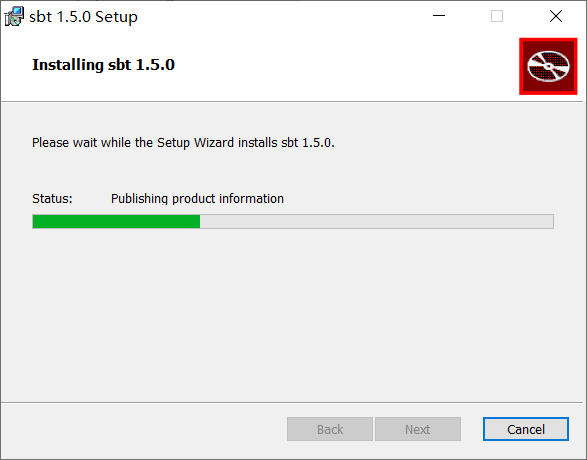 sbt 1.5.0 Setup
Installing sbt 1.5.0
Please wait while the Setup Wizard installs sbt 1.5.0.
Status: Publishing product information
Back Next Cancel